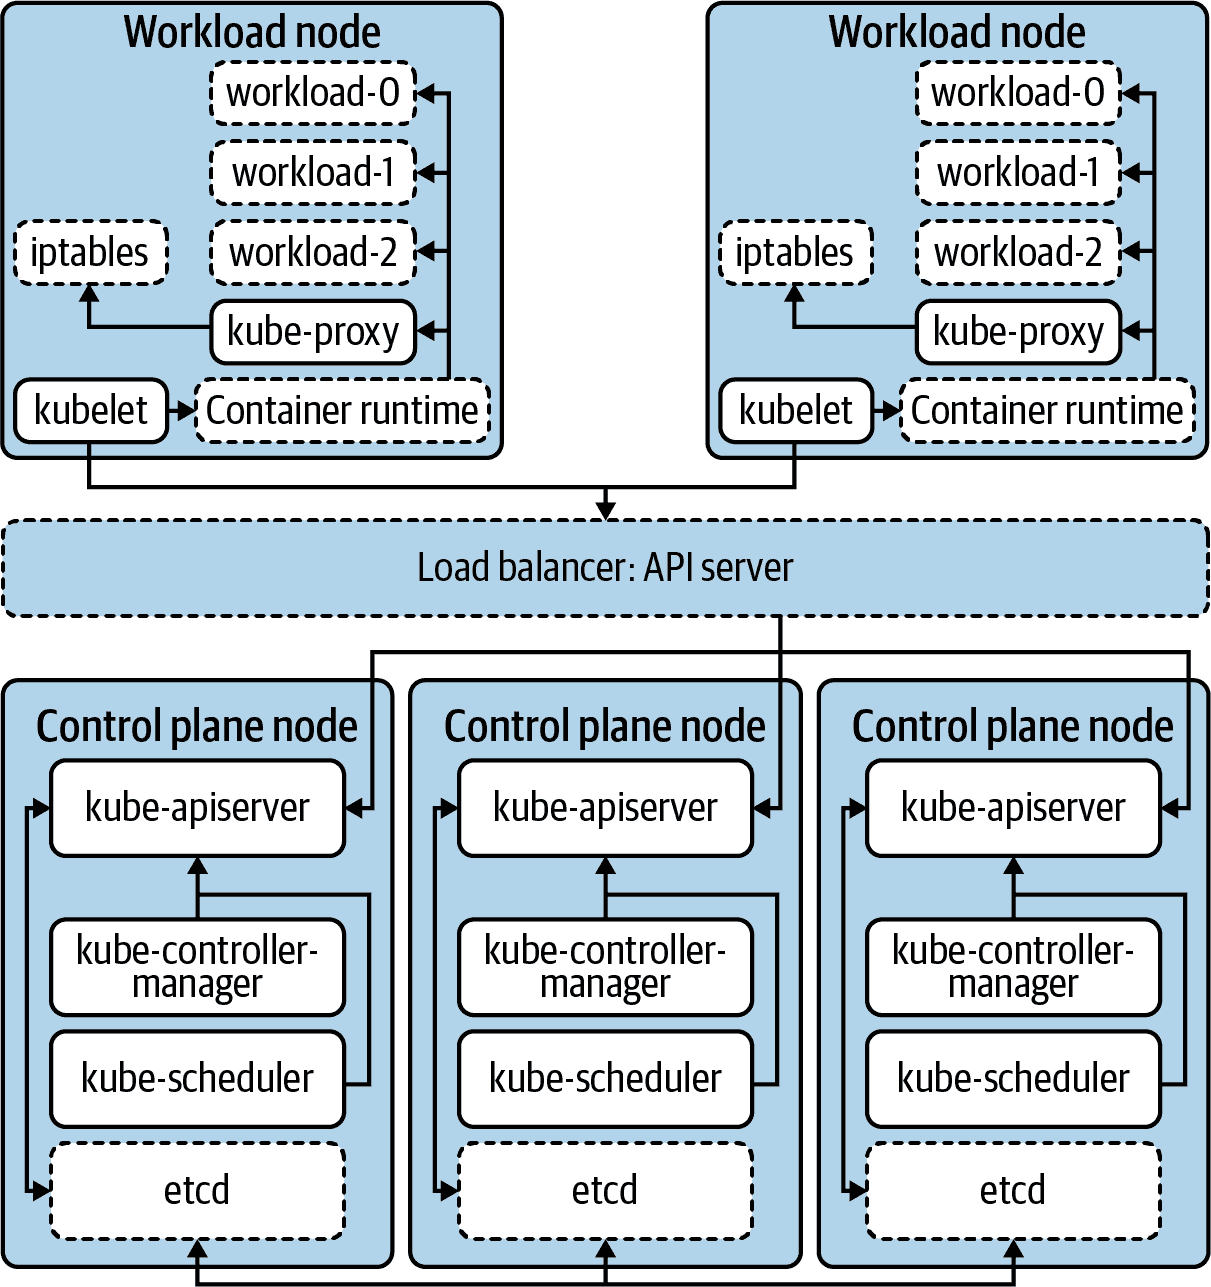 Workload node
workload-0
workload-1
iptables
workload-2
kube-proxy
kubelet
Container runtime
Workload node
workload-0
workload-1
iptables
workload-2
kube-proxy
kubelet
Container runtime
Load balancer: API server
Control plane node
kube-apiserver
kube-controller-
manager
kube-scheduler
etcd
Control plane node
kube-apiserver
kube-controller-
manager
kube-scheduler
etcd
Control plane node
kube-apiserver
kube-controller-
manager
kube-scheduler
etcd